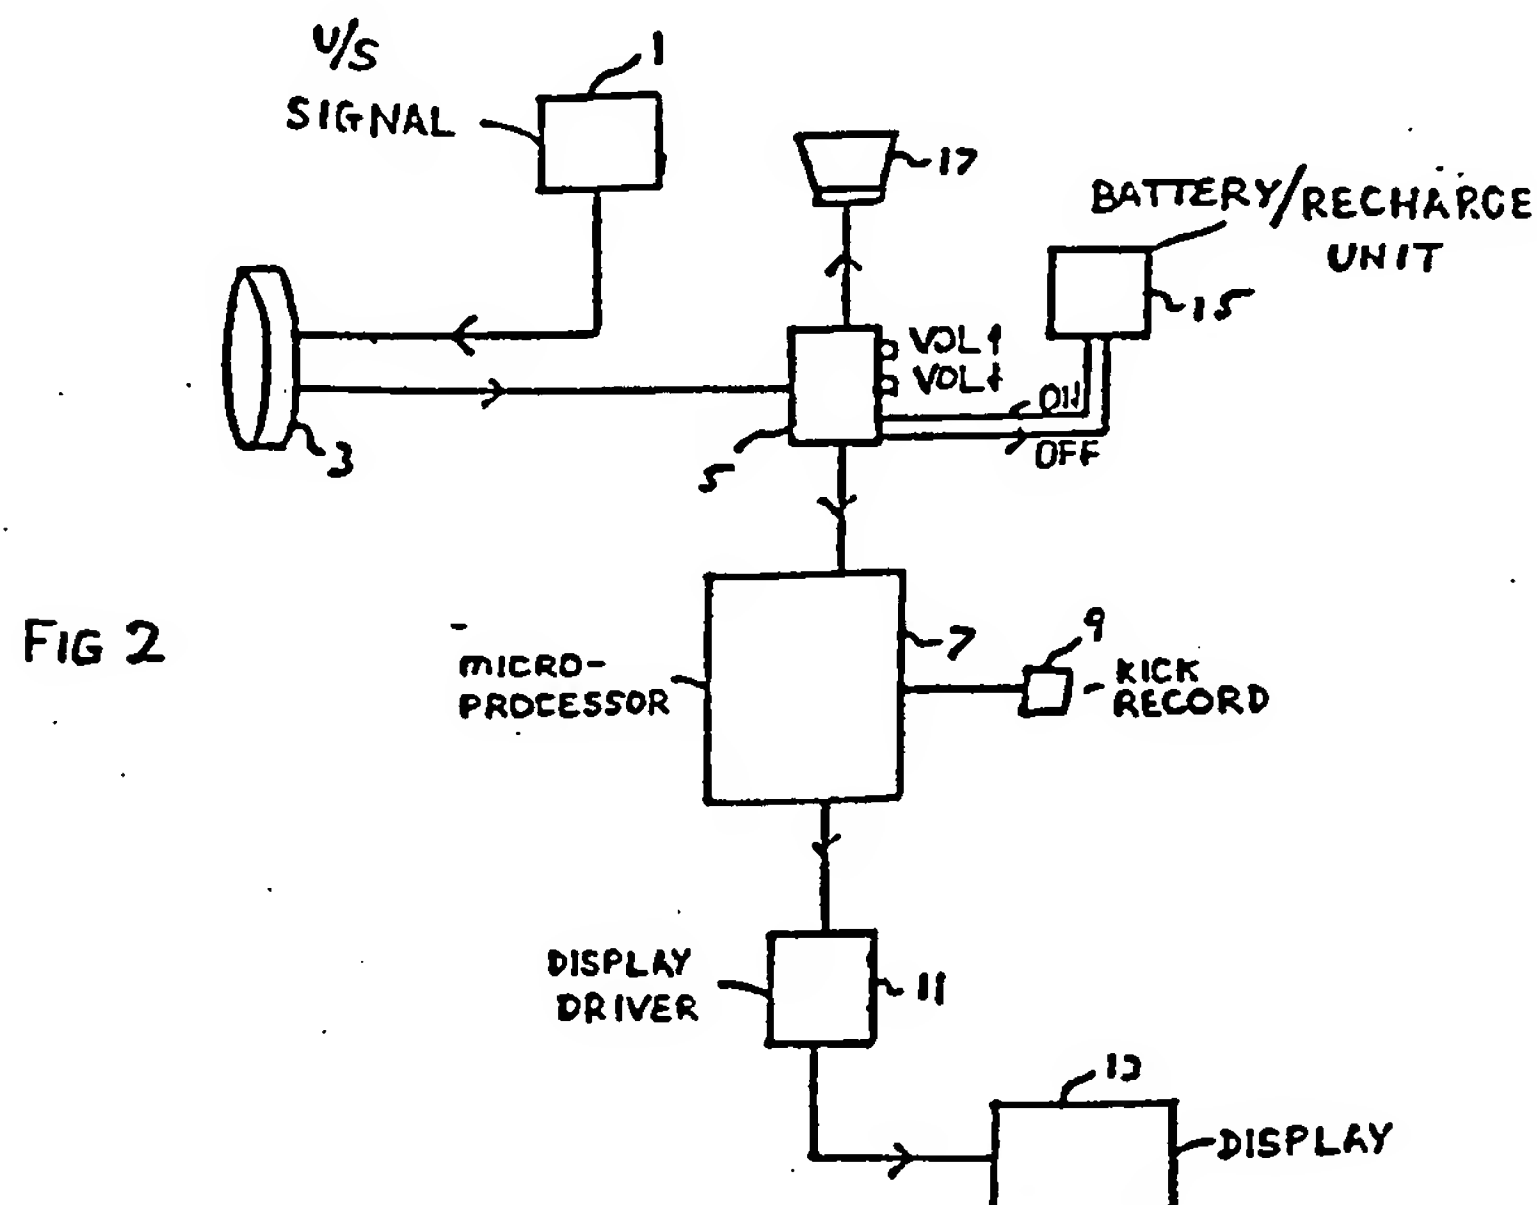 U/S
SIGNAL
1
17
BATTERY/RECHARGE
UNIT
15
VOL↑
VOL↓
ON
OFF
3
5
FIG 2
MICRO-
PROCESSOR
7
9
KICK
RECORD
DISPLAY
DRIVER
11
13
DISPLAY